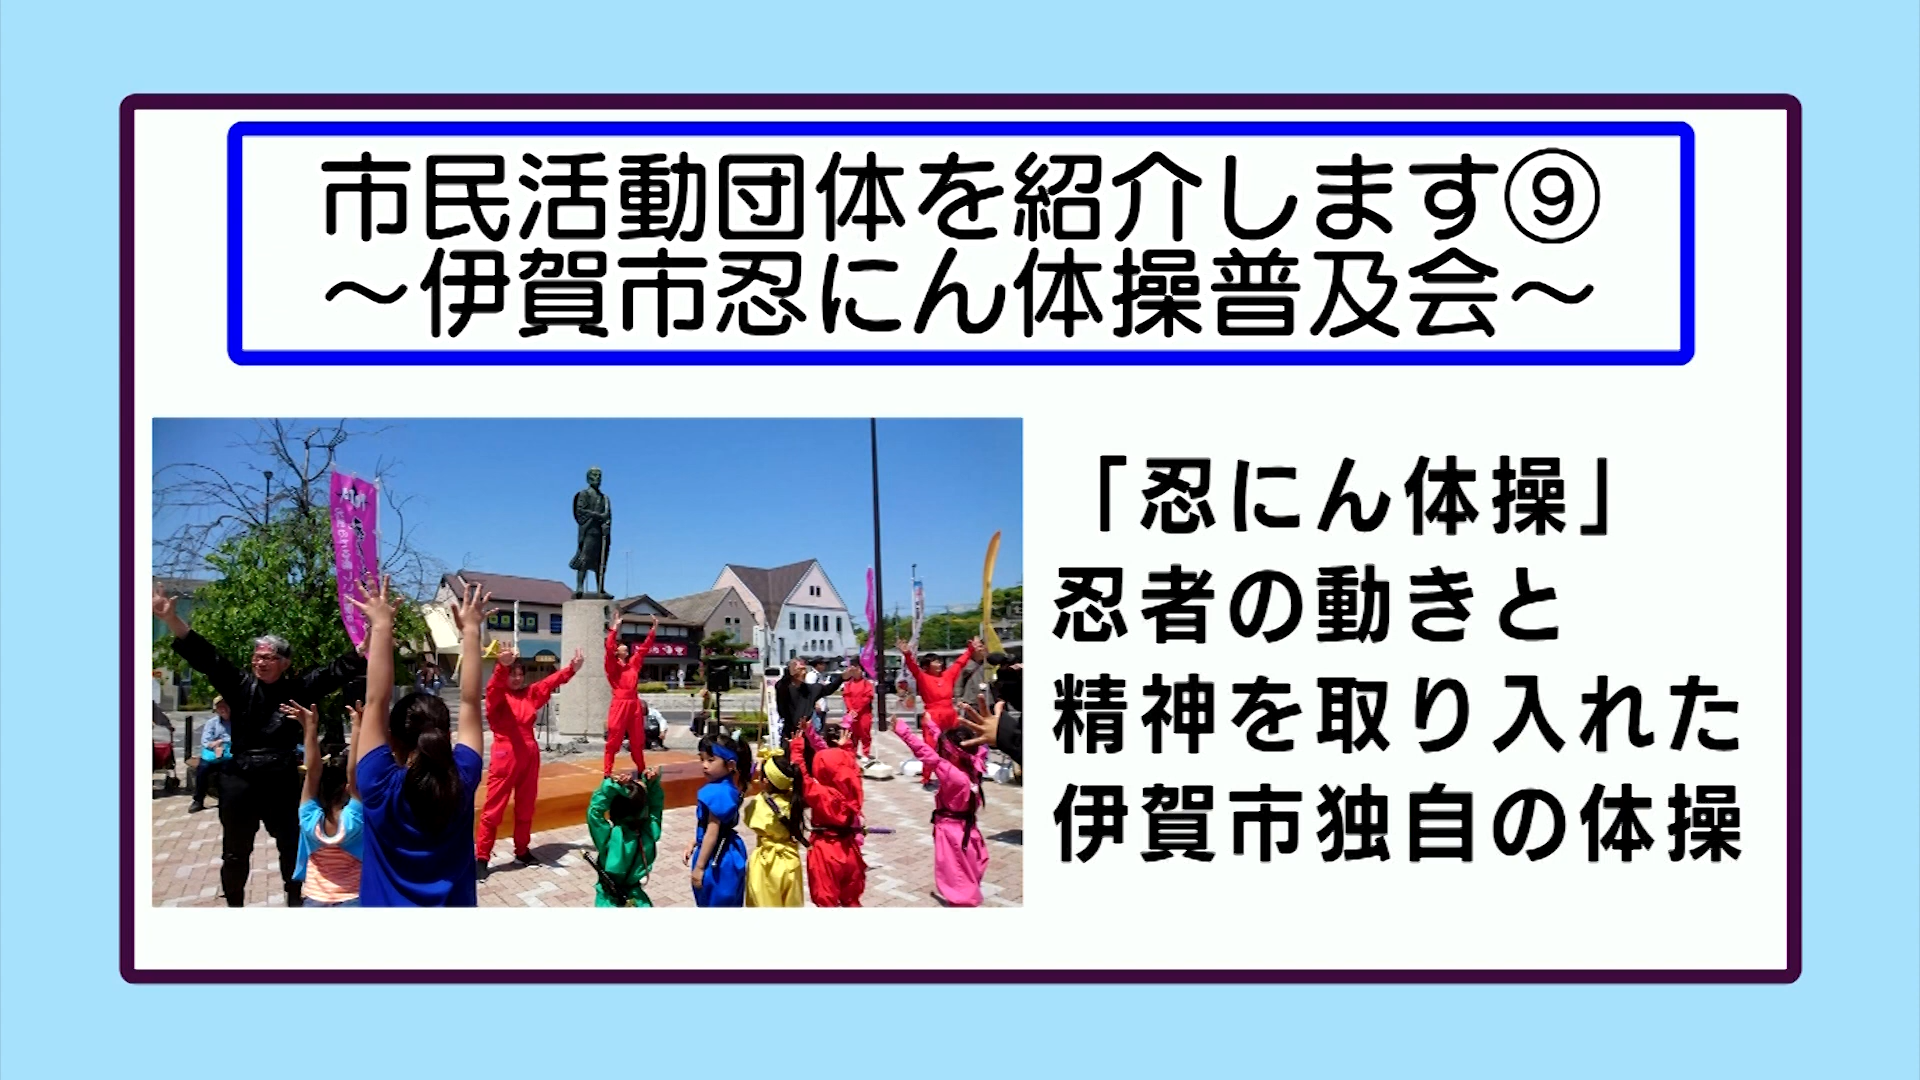 市民活動団体を紹介します⑨
～伊賀市忍にん体操普及会～
「忍にん体操」
忍者の動きと
精神を取り入れた
伊賀市独自の体操